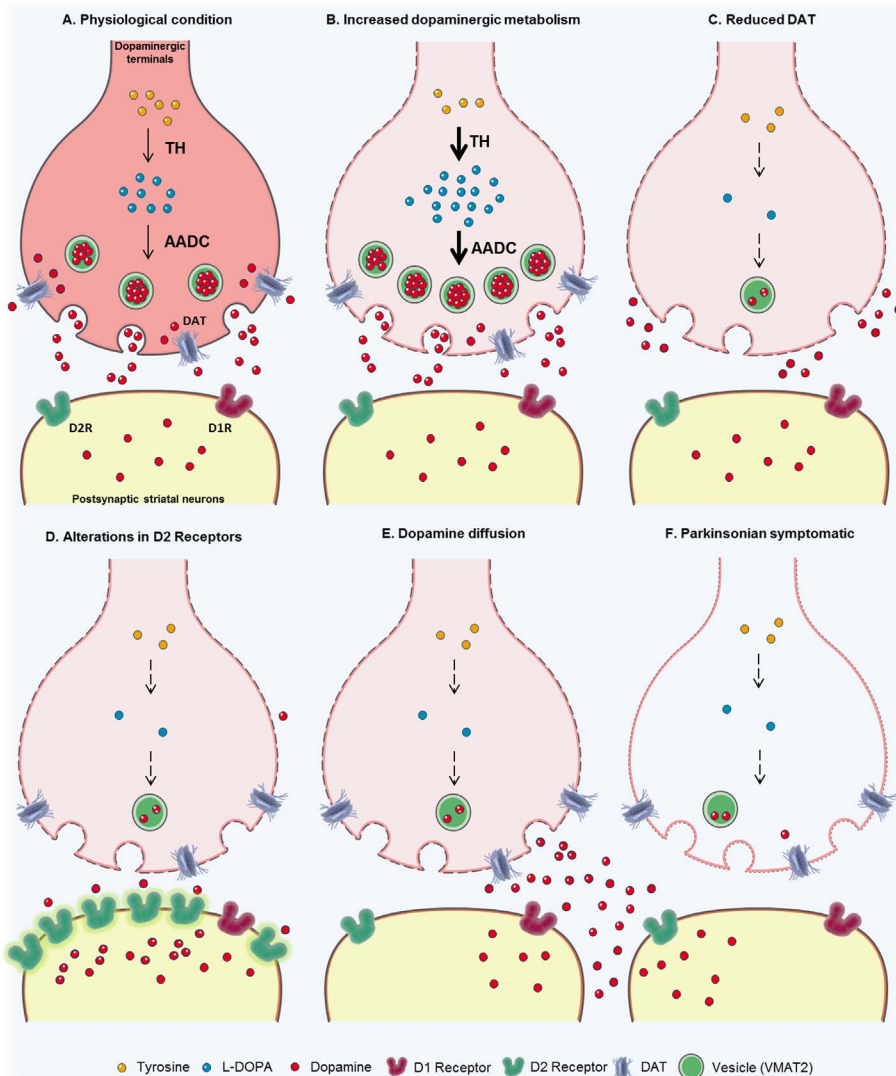 A. Physiological condition
B. Increased dopaminergic metabolism
C. Reduced DAT
Dopaminergic
terminals
TH
AADC
DAT
D2R
D1R
Postsynaptic striatal neurons
TH
AADC
D. Alterations in D2 Receptors
E. Dopamine diffusion
F. Parkinsonian symptomatic
Tyrosine
L-DOPA
Dopamine
D1 Receptor
D2 Receptor
DAT
Vesicle (VMAT2)